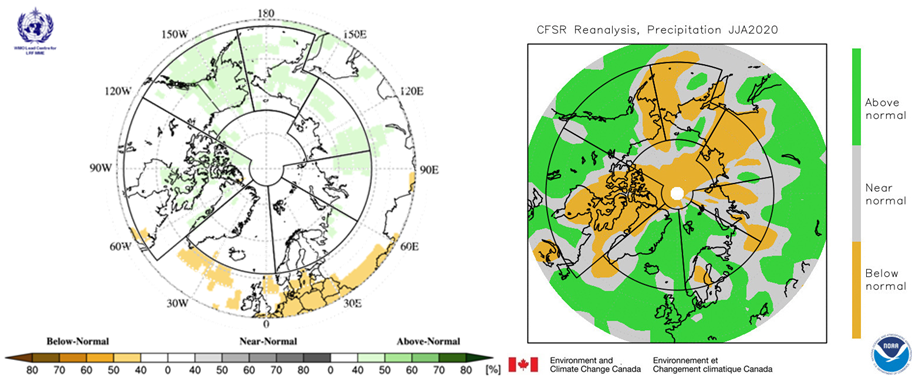 WMO Lead Centre for
LRF MME
180
150W
150E
120W
120E
90W
90E
60W
60E
30W
30E
0
Below-Normal
Near-Normal
Above-Normal
80 70 60 50 40 0 40 50 60 70 80 0 40 50 60 70 80 [%]
CFSR Reanalysis, Precipitation JJA2020
Above
normal
Near
normal
Below
normal
Environment and
Climate Change Canada
Environnement et
Changement climatique Canada
NOAA